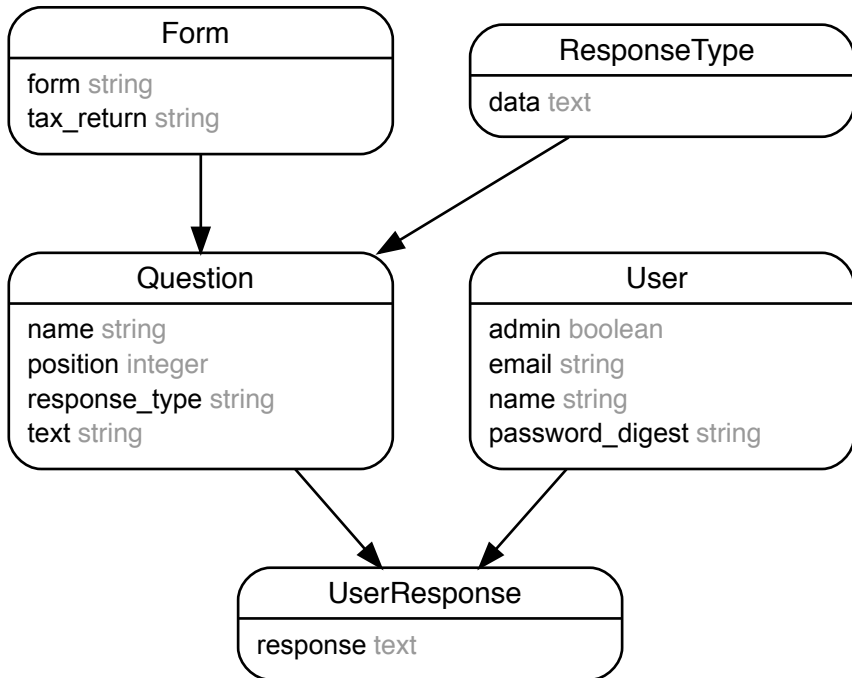 Form
form string
tax_return string
ResponseType
data text
Question
name string
position integer
response_type string
text string
User
admin boolean
email string
name string
password_digest string
UserResponse
response text